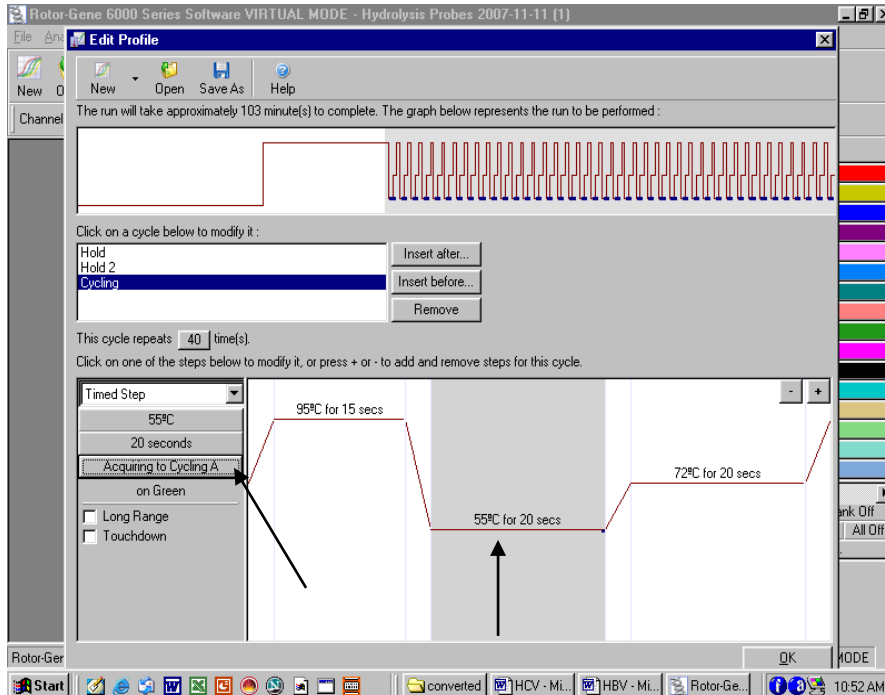 Rotor-Gene 6000 Series Software VIRTUAL MODE - Hydrolysis Probes 2007-11-11 (1)
File
Edit Profile
New
New
Open
Save As
Help
Channel
The run will take approximately 103 minute(s) to complete. The graph below represents the run to be performed :
Click on a cycle below to modify it :
Hold
Hold 2
Cycling
Insert after...
Insert before...
Remove
This cycle repeats 40 time(s).
Click on one of the steps below to modify it, or press + or - to add and remove steps for this cycle.
Timed Step
- +
55ºC
20 seconds
Acquiring to Cycling A
on Green
Long Range
Touchdown
95ºC for 15 secs
55ºC for 20 secs
72ºC for 20 secs
Off
All Off
OK
Rotor-Ger
MODE
Start
converted
HCV - Mi...
HBV - Mi...
Rotor-Ge...
10:52 AM